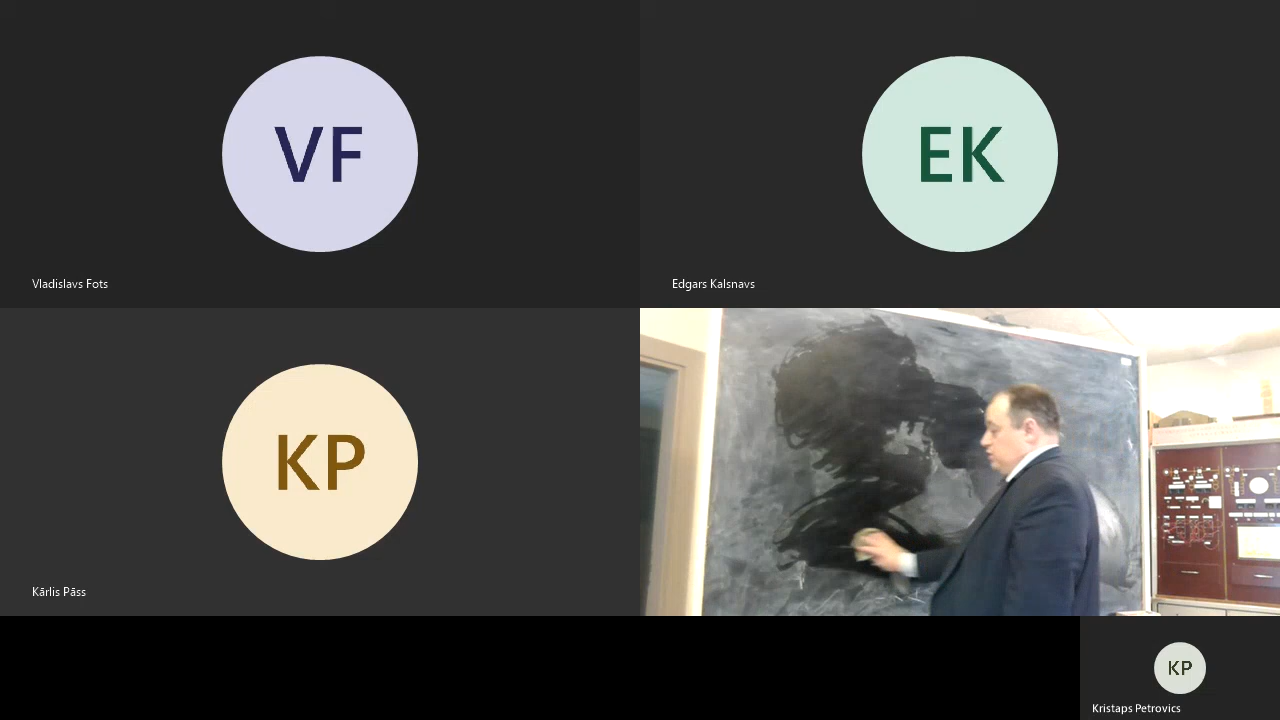 VF
Vladislavs Fots
EK
Edgars Kalsnavs
KP
Kārlis Pāss
KP
Kristaps Petrovics